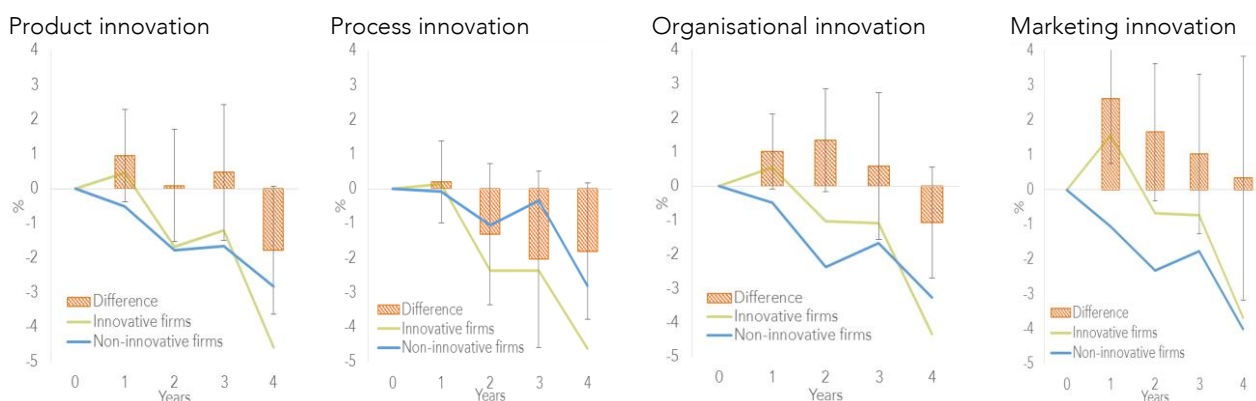 Product innovation
4
3
2
1
0
-1
-2
-3
-4
-5
%
Difference
Innovative firms
Non-innovative firms
0 1 2 3 4
Years
Process innovation
4
3
2
1
0
-1
-2
-3
-4
-5
%
Difference
Innovative firms
Non-innovative firms
0 1 2 3 4
Years
Organisational innovation
4
3
2
1
0
-1
-2
-3
-4
-5
%
Difference
Innovative firms
Non-innovative firms
0 1 2 3 4
Years
Marketing innovation
4
3
2
1
0
-1
-2
-3
-4
-5
%
Difference
Innovative firms
Non-innovative firms
0 1 2 3 4
Years